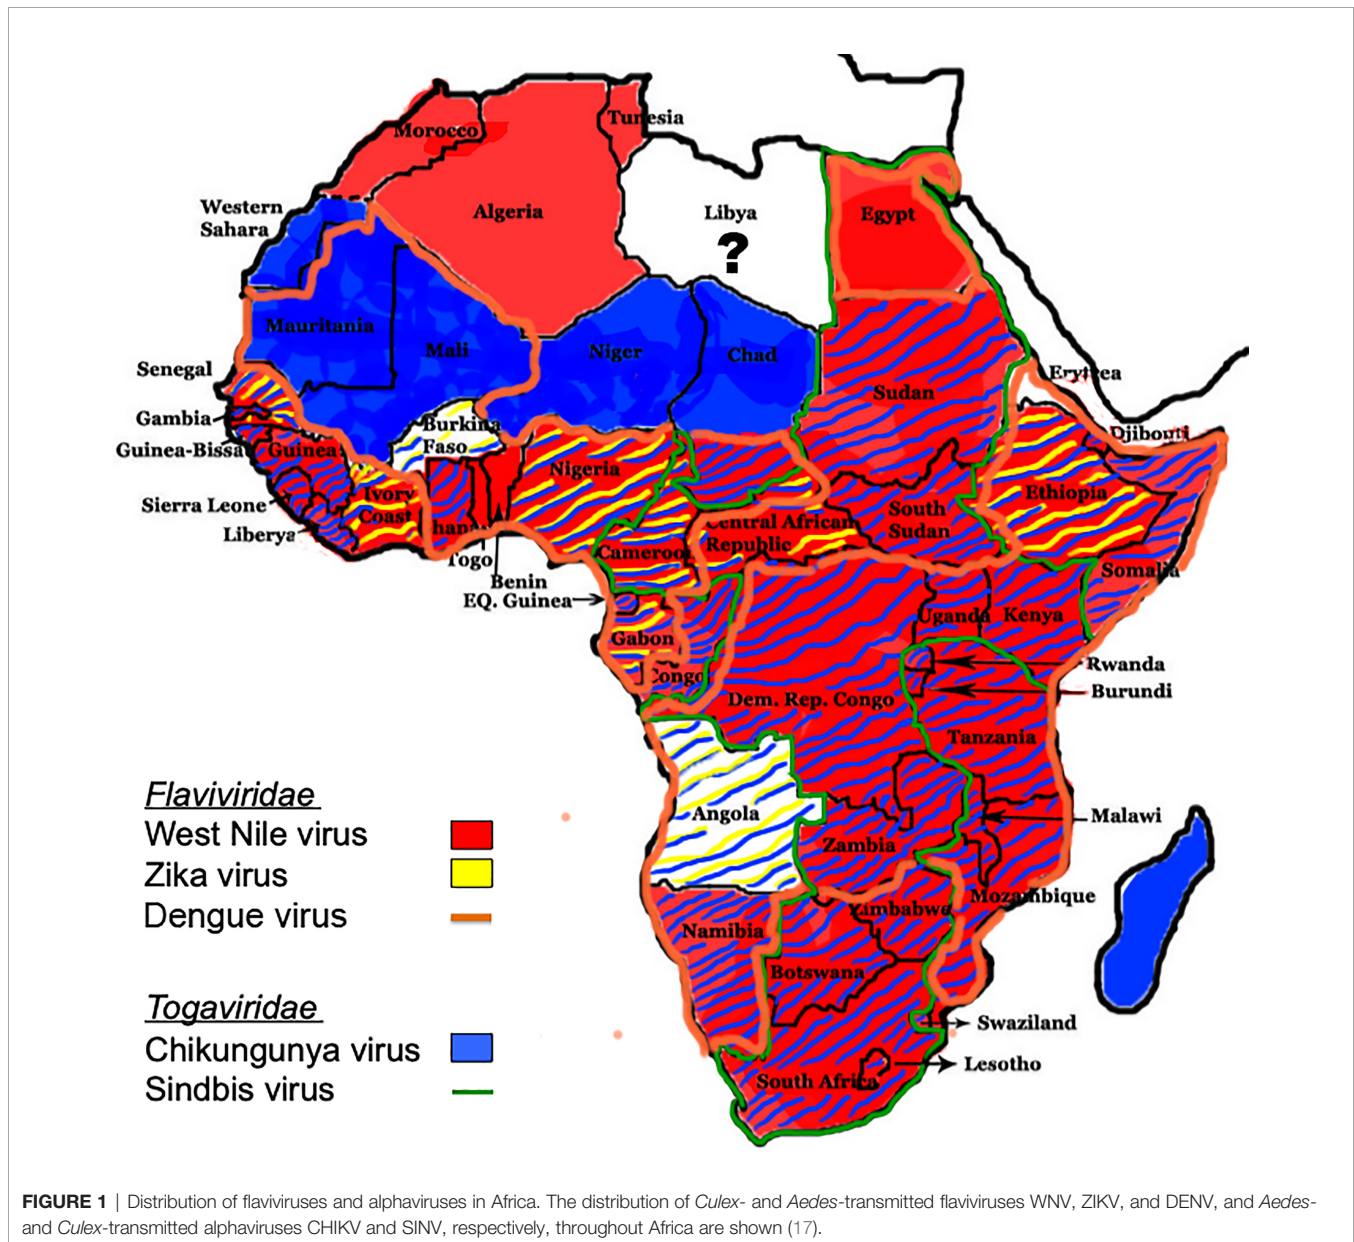 Morocco
Tunesia
Western
Sahara
Algeria
Libya
?
Egypt
Mauritania
Mali
Niger
Chad
Sudan
Erytrea
Senegal
Gambia
Guinea-Bissa
Guinea
Burkina
Faso
Djibouti
Nigeria
Ivory
Coast
Ethiopia
South
Sudan
Sierra Leone
Liberya
hana
Togo
Benin
Central African
Republic
Cameroo
EQ. Guinea
Somalia
Gabon
Uganda
Kenya
Congo
Rwanda
Burundi
Dem. Rep. Congo
Tanzania
Angola
Malawi
Zambia
Mozambique
Zimbabwe
Namibia
Botswana
Swaziland
Lesotho
South Africa
Flaviviridae
West Nile virus
Zika virus
Dengue virus
Togaviridae
Chikungunya virus
Sindbis virus
FIGURE 1 | Distribution of flaviviruses and alphaviruses in Africa. The distribution of Culex- and Aedes-transmitted flaviviruses WNV, ZIKV, and DENV, and Aedes-
and Culex-transmitted alphaviruses CHIKV and SINV, respectively, throughout Africa are shown (17).